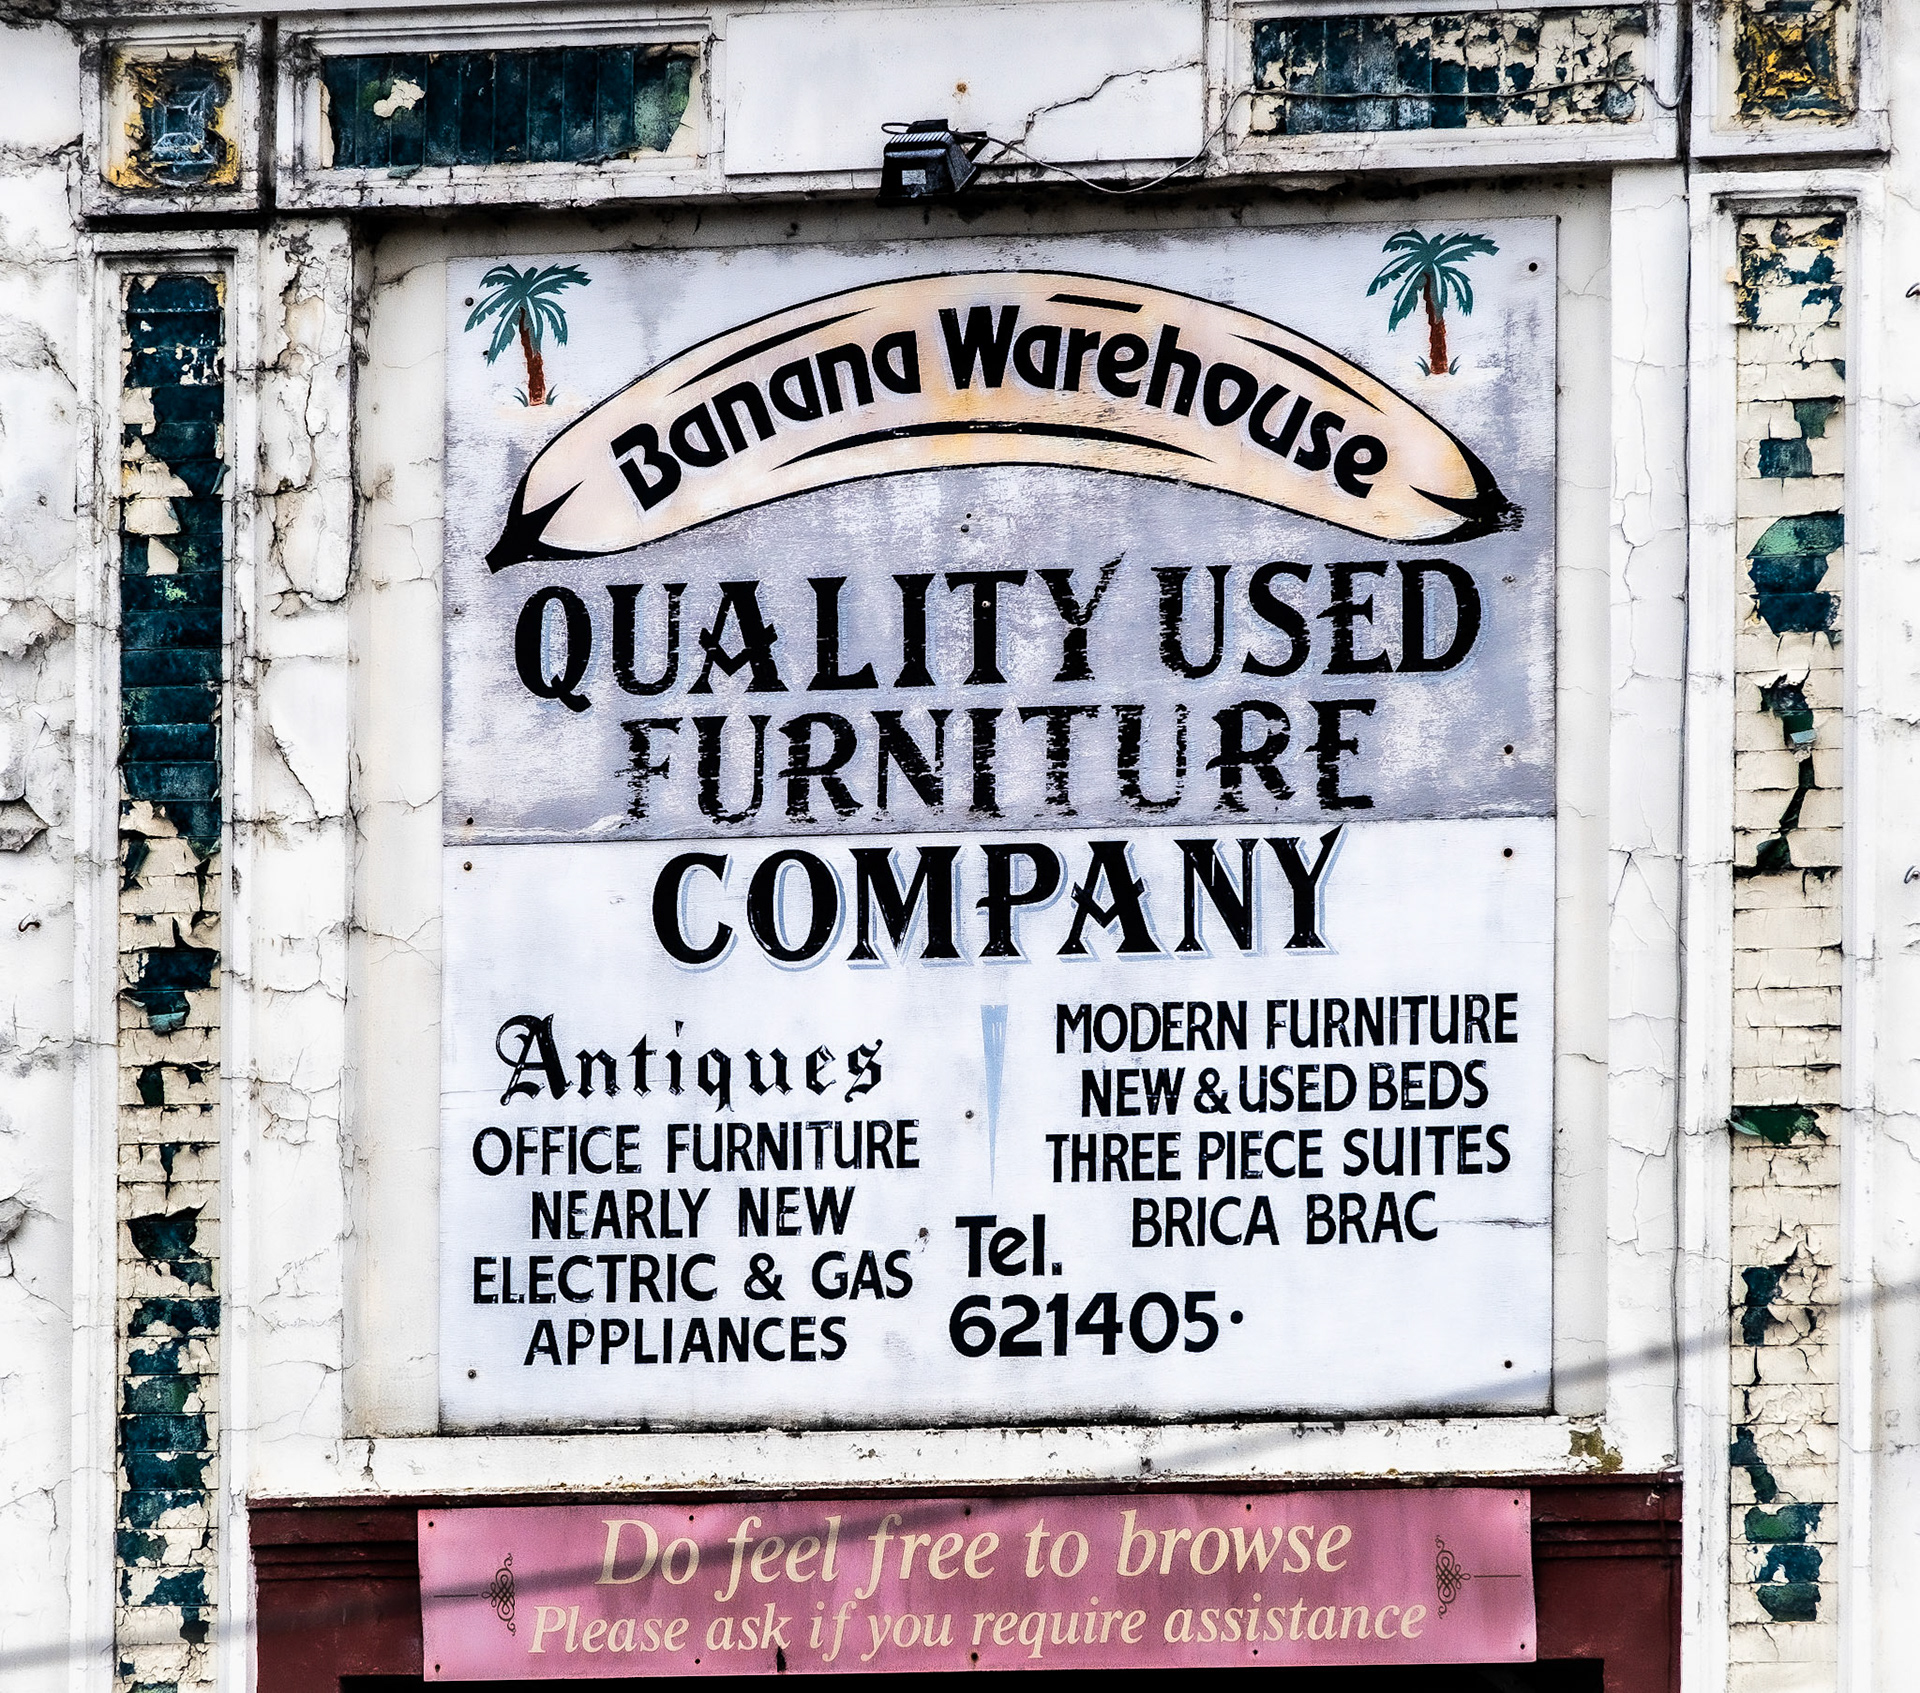 Banana Warehouse
QUALITY USED
FURNITURE
COMPANY
Antiques
OFFICE FURNITURE
NEARLY NEW
ELECTRIC & GAS
APPLIANCES
MODERN FURNITURE
NEW & USED BEDS
THREE PIECE SUITES
BRICA BRAC
Tel.
621405·
Do feel free to browse
Please ask if you require assistance